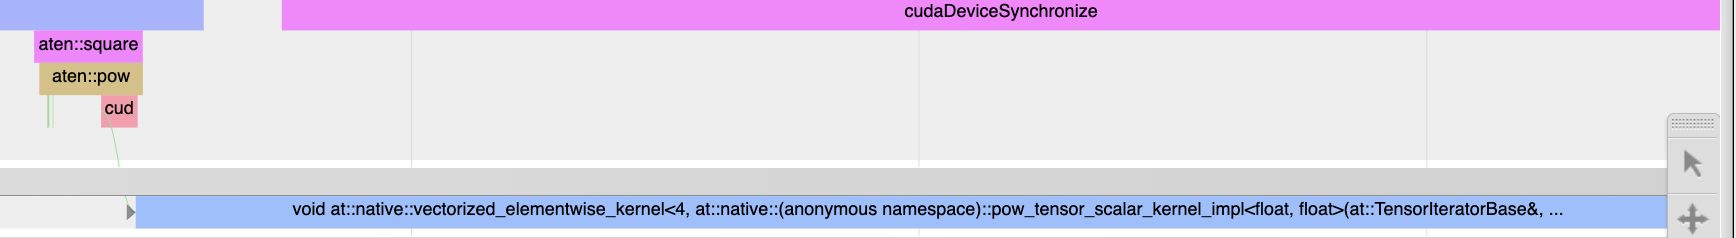 cudaDeviceSynchronize
aten::square
aten::pow
cud
void at::native::vectorized_elementwise_kernel<4, at::native::(anonymous namespace)::pow_tensor_scalar_kernel_impl<float, float>(at::TensorIteratorBase&, ...